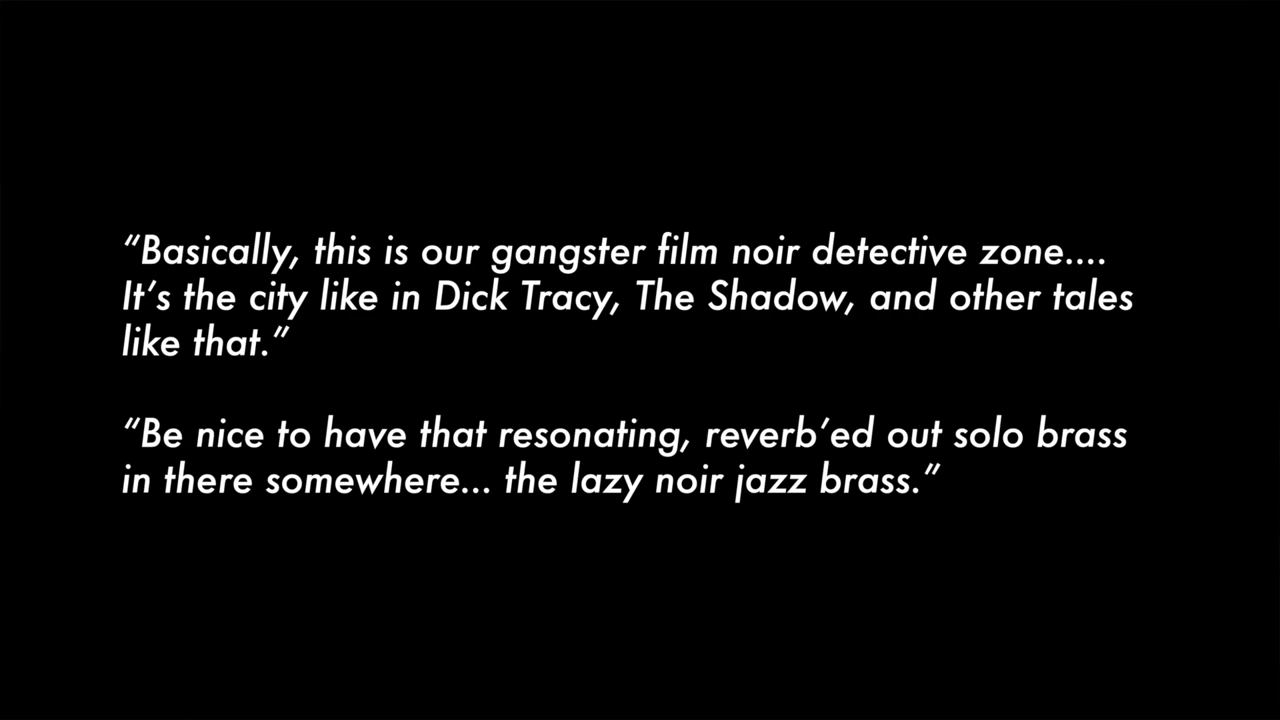 “Basically, this is our gangster film noir detective zone....
It’s the city like in Dick Tracy, The Shadow, and other tales
like that.”
“Be nice to have that resonating, reverb’ed out solo brass
in there somewhere... the lazy noir jazz brass.”